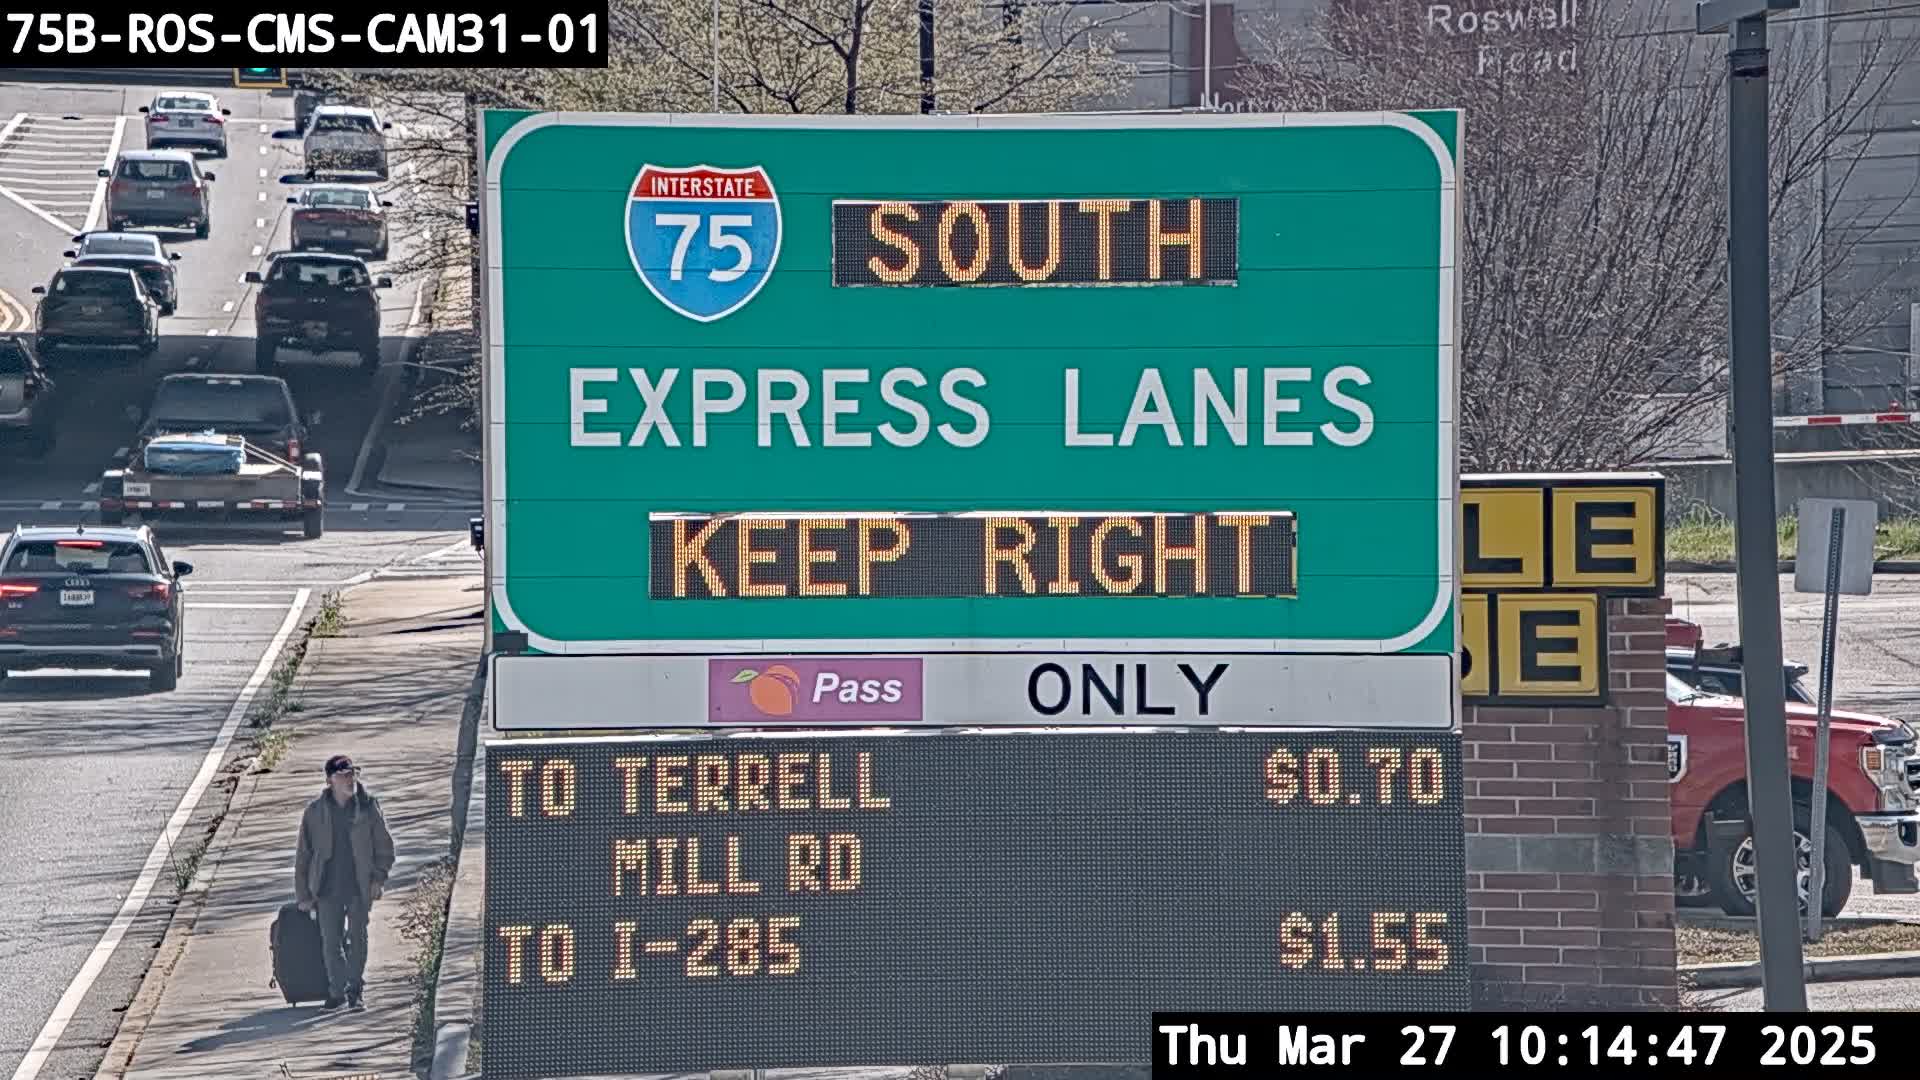 75B-ROS-CMS-CAM31-01
Roswell
Road
INTERSTATE
75
SOUTH
EXPRESS LANES
KEEP RIGHT
LE
E
Pass ONLY
TO TERRELL $0.70
MILL RD
TO I-285 $1.55
Thu Mar 27 10:14:47 2025